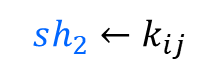 sh₂ ← kᵢⱼ